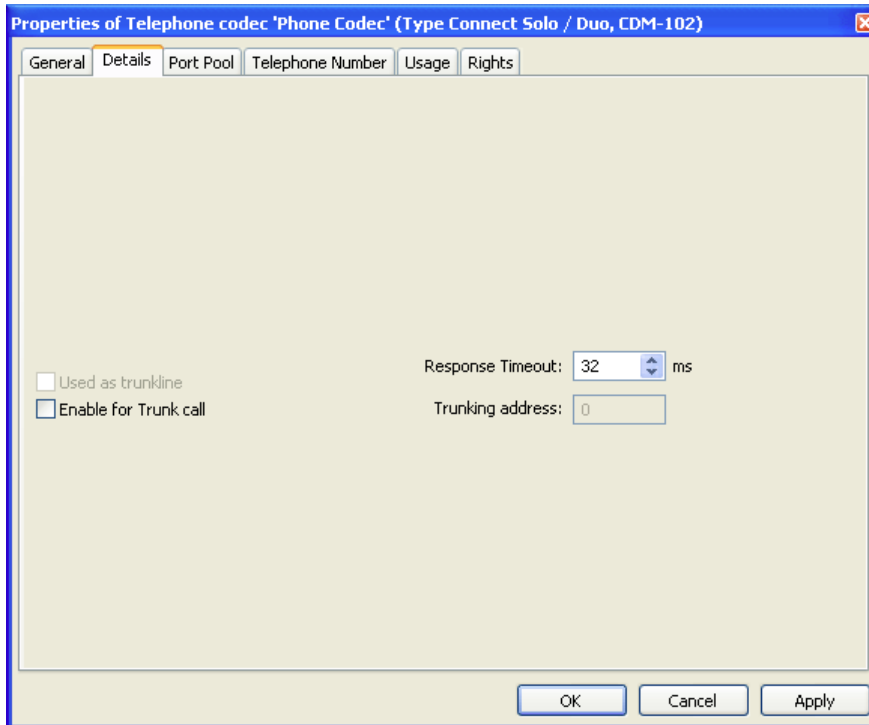 Properties of Telephone codec 'Phone Codec' (Type Connect Solo / Duo, CDM-102)
General Details Port Pool Telephone Number Usage Rights
Response Timeout: 32 ms
Used as trunkline
Enable for Trunk call
Trunking address: 0
OK Cancel Apply